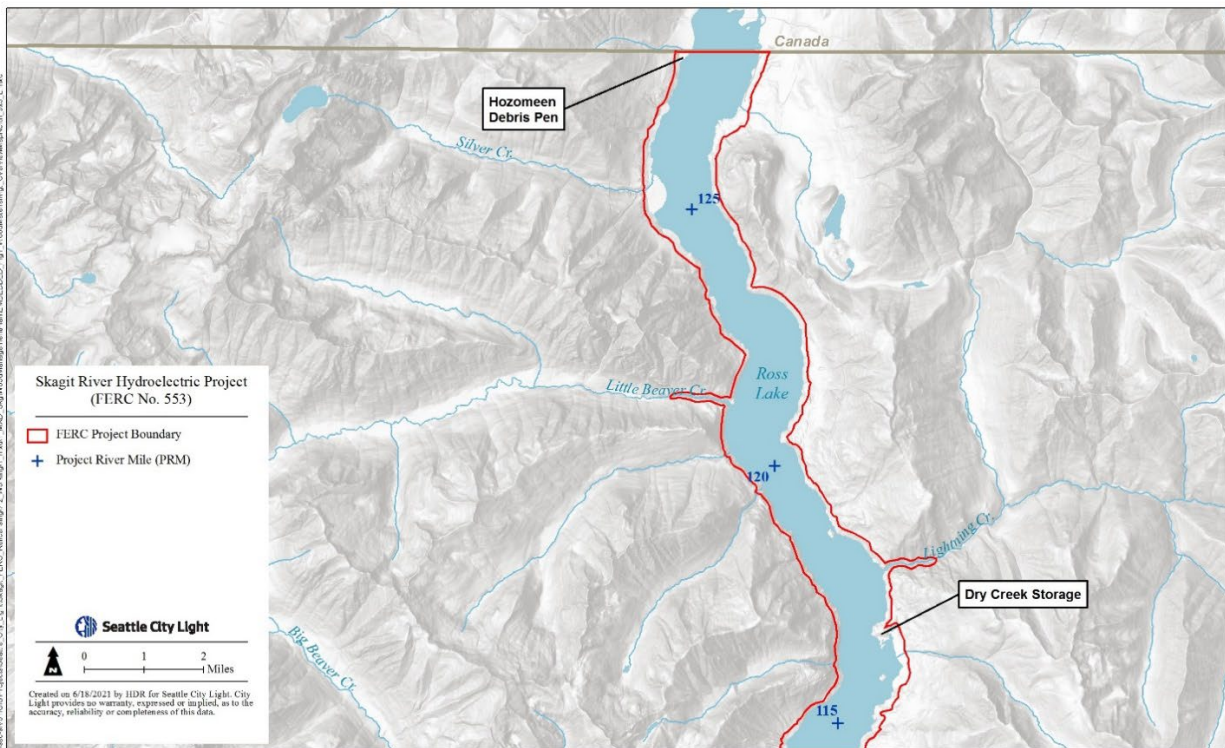 Canada
Hozomeen
Debris Pen
Silver Cr.
125
Skagit River Hydroelectric Project
(FERC No. 553)
FERC Project Boundary
Project River Mile (PRM)
Little Beaver Cr.
Ross
Lake
120
Lightning Cr.
Dry Creek Storage
Big Beaver Cr.
115
Seattle City Light
N
0 1 2
Miles
Created on 6/18/2021 by HDR for Seattle City Light. City
Light provides no warranty, expressed or implied, as to the
accuracy, reliability or completeness of this data.